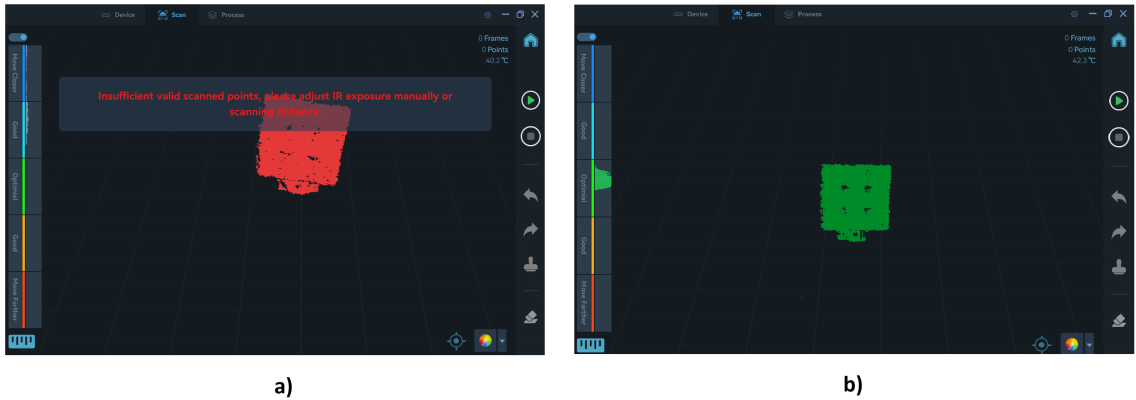 Device
Scan
Process
0 Frames
0 Points
40.2 ℃
Move Closer
Good
Optimial
Good
Move Farther
Insufficient valid scanned points, please adjust IR exposure manually or
scanning distance.
a)
Device
Scan
Process
0 Frames
0 Points
42.3 ℃
Move Closer
Good
Optimial
Good
Move Farther
b)